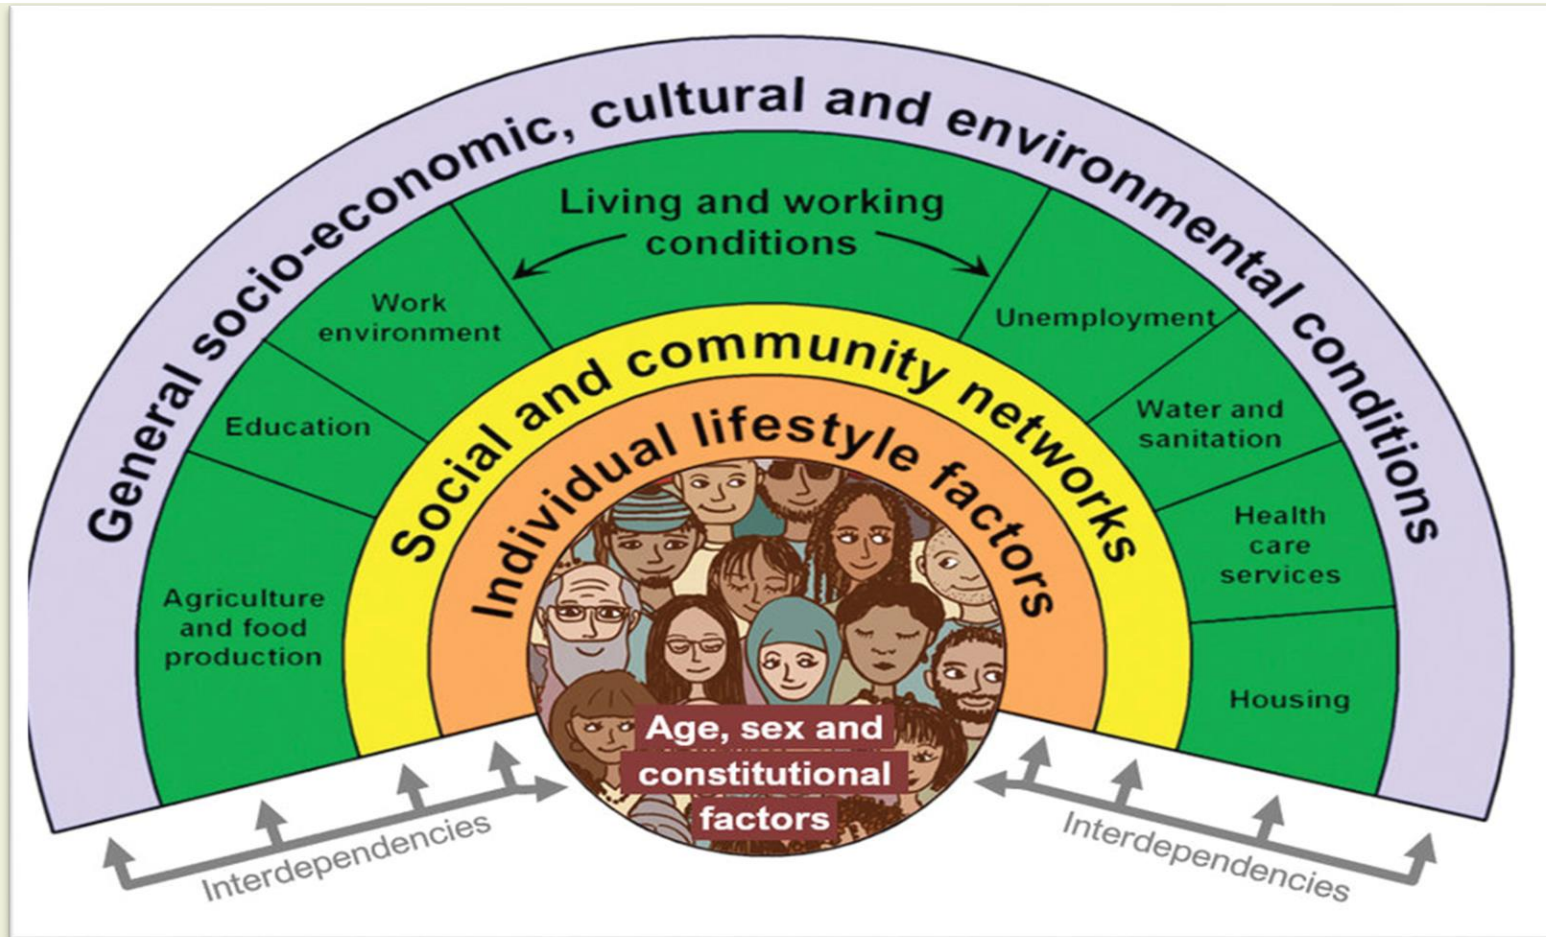 General socio-economic, cultural and environmental conditions
Living and working
conditions
Work
environment
Unemployment
Education
Water and
sanitation
Agriculture
and food
production
Health
care
services
Housing
Social and community networks
Individual lifestyle factors
Age, sex and
constitutional
factors
Interdependencies
Interdependencies